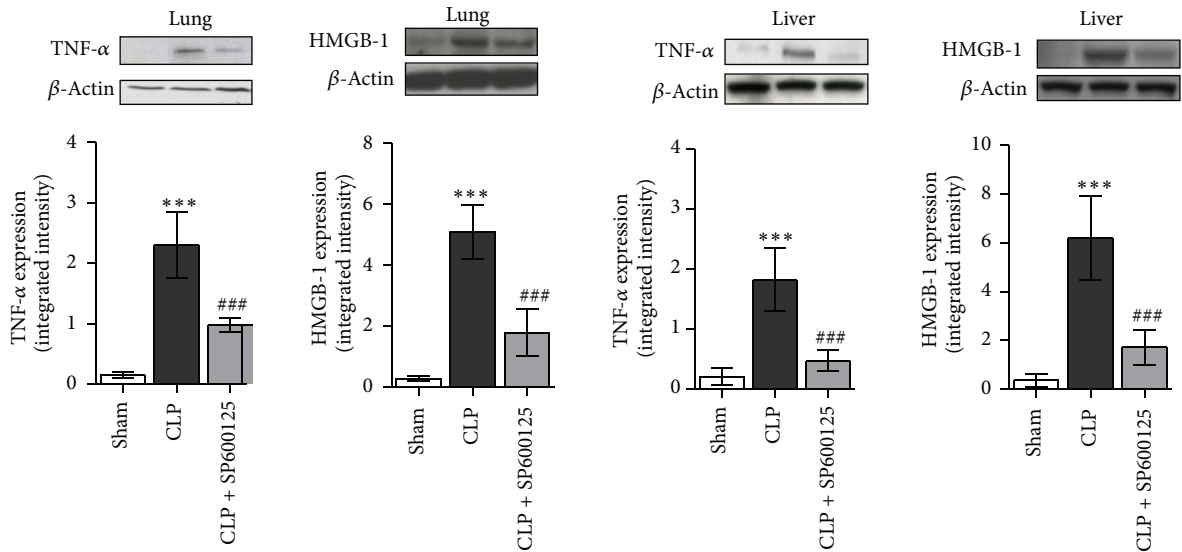 Lung
TNF-α
β-Actin
4
3
2
1
0
TNF-α expression
(integrated intensity)
***
###
Sham
CLP
CLP + SP600125
Lung
HMGB-1
β-Actin
8
6
4
2
0
HMGB-1 expression
(integrated intensity)
***
###
Sham
CLP
CLP + SP600125
Liver
TNF-α
β-Actin
4
3
2
1
0
TNF-α expression
(integrated intensity)
***
###
Sham
CLP
CLP + SP600125
Liver
HMGB-1
β-Actin
10
8
6
4
2
0
HMGB-1 expression
(integrated intensity)
***
###
Sham
CLP
CLP + SP600125